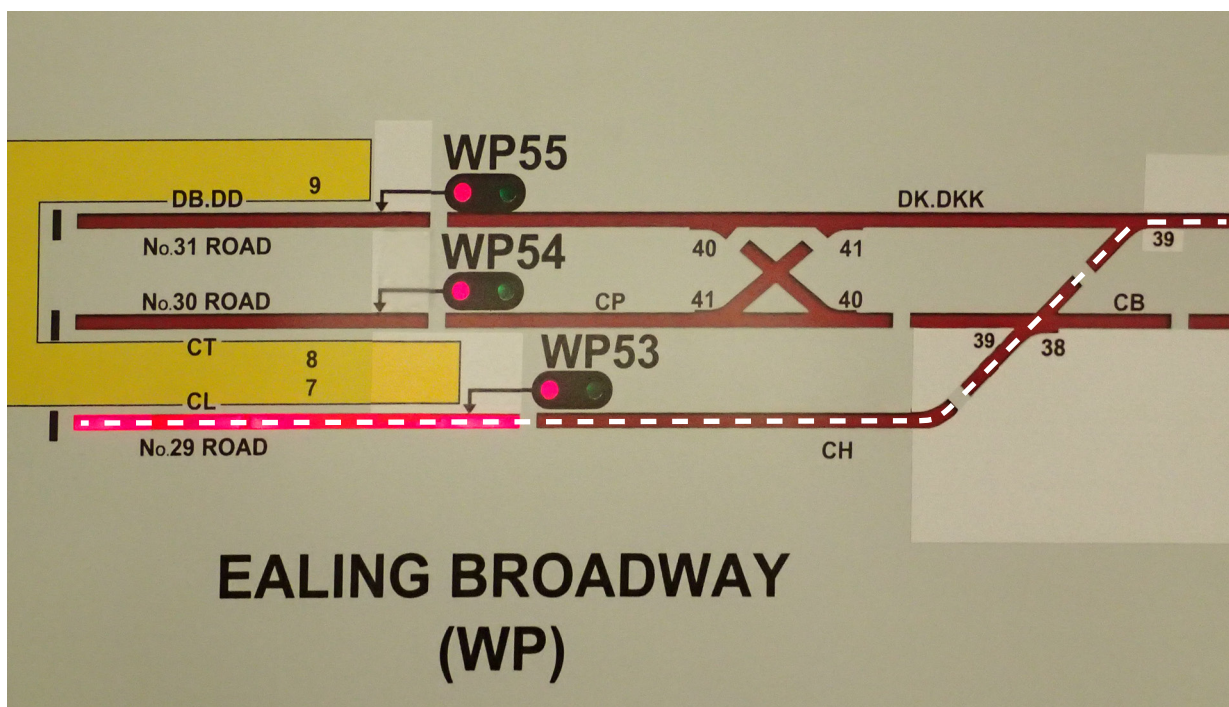 WP55
9
DB.DD
DK.DKK
No.31 ROAD
40
41
39
WP54
No.30 ROAD
CP
41
40
CB
39
38
CT
WP53
8
7
CL
No.29 ROAD
CH
EALING BROADWAY
(WP)